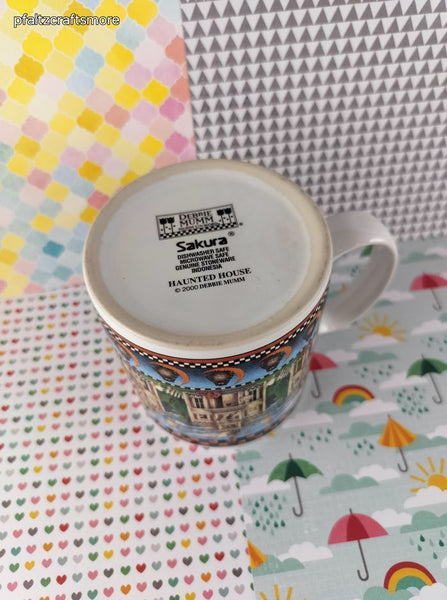 pfaltzcraftsmore
DEBBIE
MUMM
®
Sakura®
DISHWASHER SAFE
MICROWAVE SAFE
GENUINE STONEWARE
INDONESIA
HAUNTED HOUSE
© 2000 DEBBIE MUMM